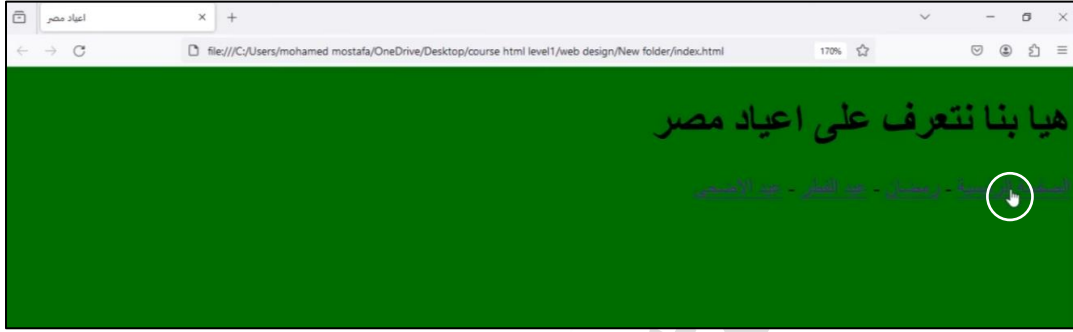 اعياد مصر
file:///C:/Users/mohamed mostafa/OneDrive/Desktop/course html level1/web design/New folder/index.html
170%
هيا بنا نتعرف على اعياد مصر
- رمضان - عيد الفطر - عيد الأضحى